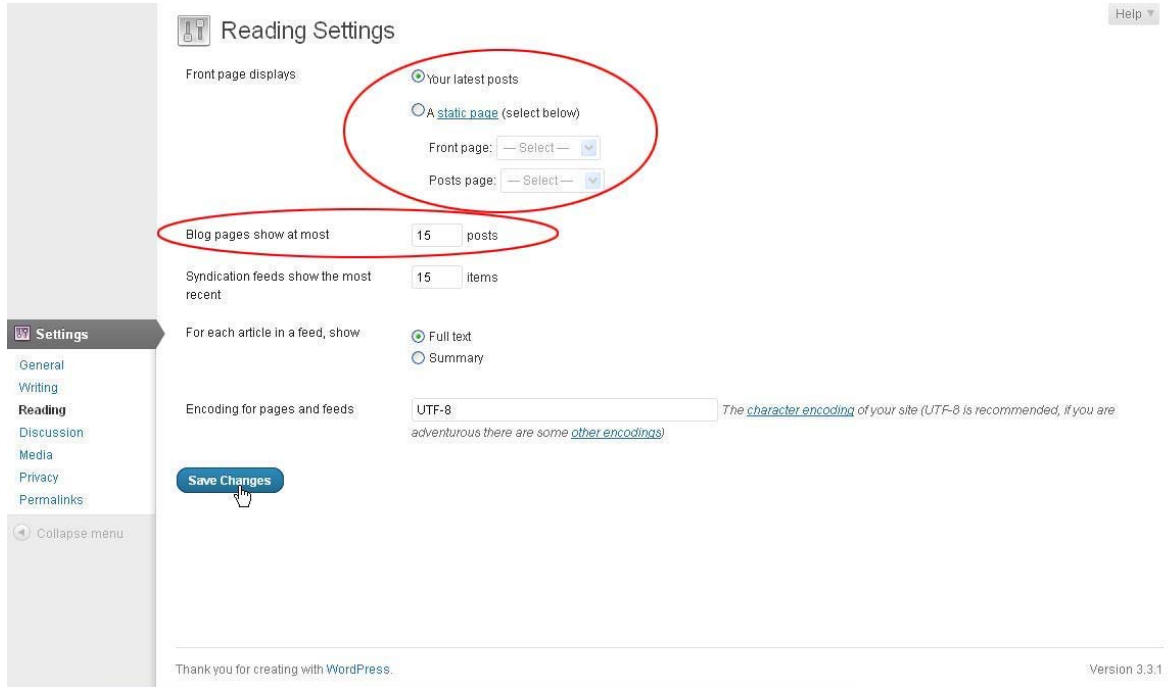 Help
Reading Settings
Front page displays
Your latest posts
A static page (select below)
Front page: — Select —
Posts page: — Select —
Blog pages show at most 15 posts
Syndication feeds show the most
recent
15 items
Settings
For each article in a feed, show
Full text
Summary
General
Writing
Reading
Discussion
Media
Privacy
Permalinks
Collapse menu
Encoding for pages and feeds
UTF-8
The character encoding of your site (UTF-8 is recommended, if you are
adventurous there are some other encodings)
Save Changes
Thank you for creating with WordPress.
Version 3.3.1